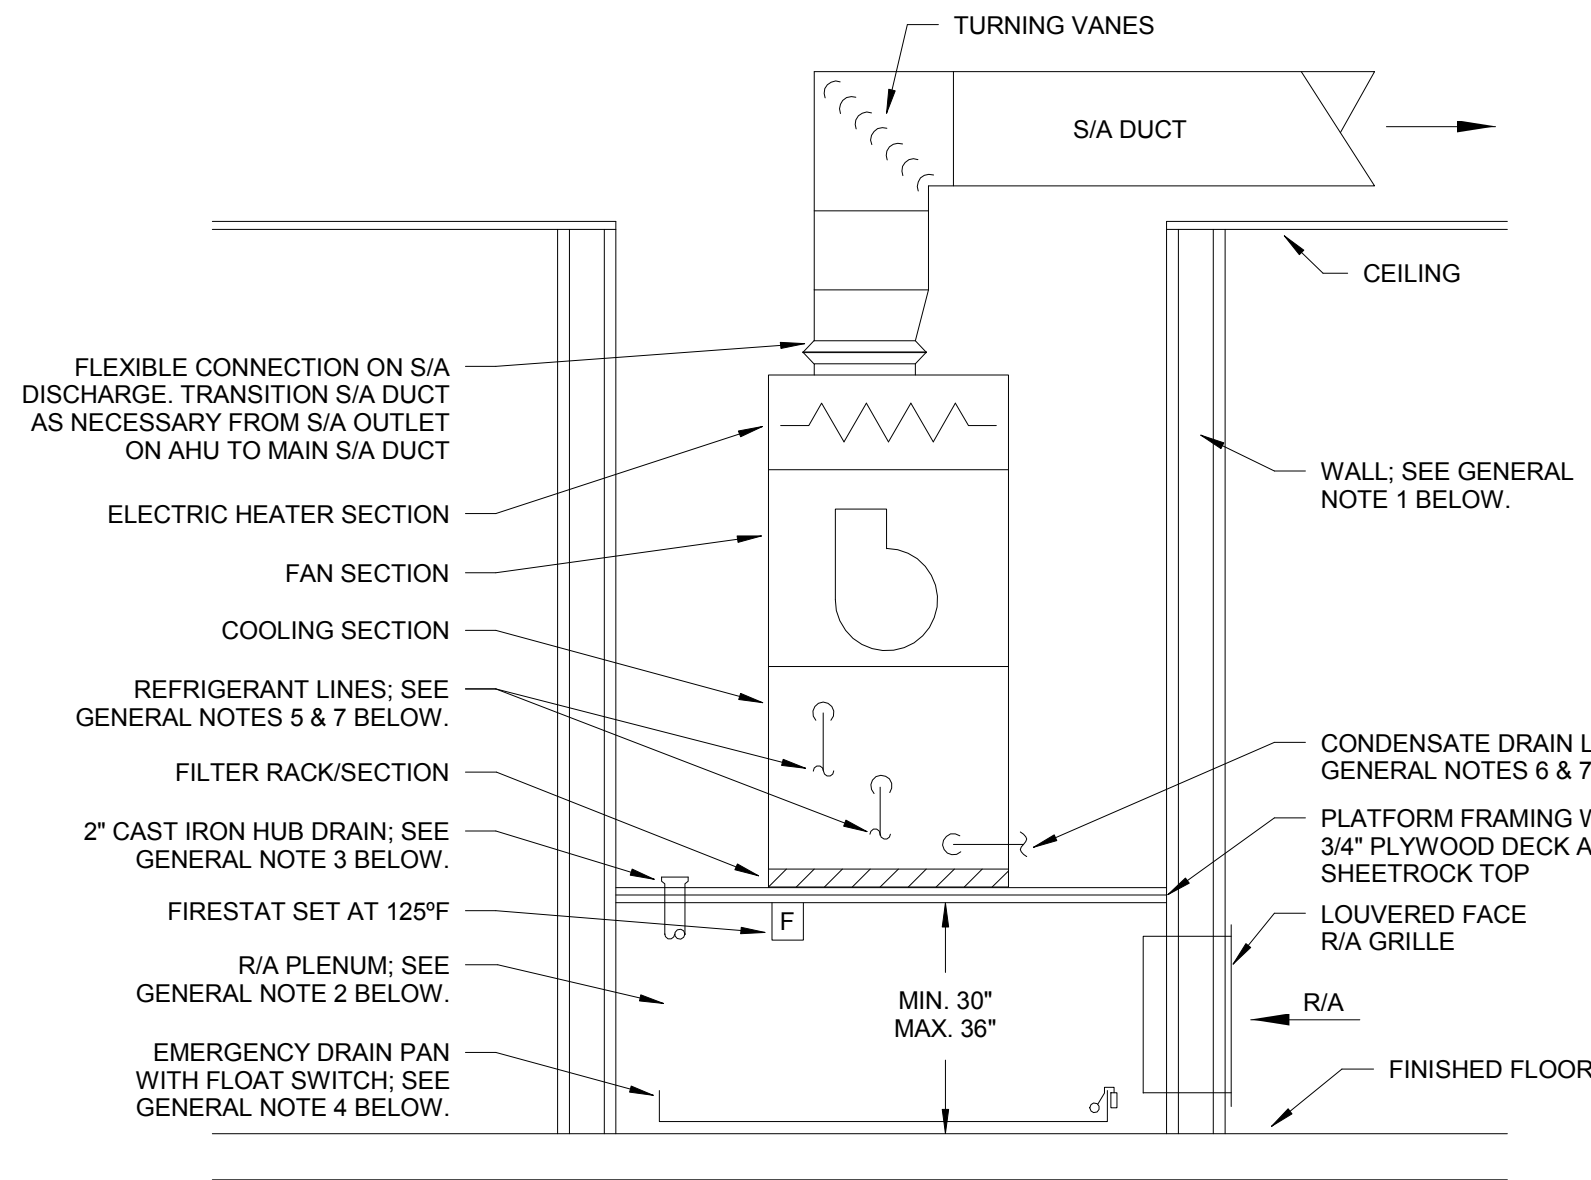 TURNING VANES
S/A DUCT
CEILING
FLEXIBLE CONNECTION ON S/A
DISCHARGE. TRANSITION S/A DUCT
AS NECESSARY FROM S/A OUTLET
ON AHU TO MAIN S/A DUCT
WALL; SEE GENERAL
NOTE 1 BELOW.
ELECTRIC HEATER SECTION
FAN SECTION
COOLING SECTION
REFRIGERANT LINES; SEE
GENERAL NOTES 5 & 7 BELOW.
FILTER RACK/SECTION
2" CAST IRON HUB DRAIN; SEE
GENERAL NOTE 3 BELOW.
FIRESTAT SET AT 125ºF
F
R/A PLENUM; SEE
GENERAL NOTE 2 BELOW.
EMERGENCY DRAIN PAN
WITH FLOAT SWITCH; SEE
GENERAL NOTE 4 BELOW.
MIN. 30"
MAX. 36"
CONDENSATE DRAIN
GENERAL NOTES 6 & 7
PLATFORM FRAMING
3/4" PLYWOOD DECK
SHEETROCK TOP
LOUVERED FACE
R/A GRILLE
R/A
FINISHED FLOOR